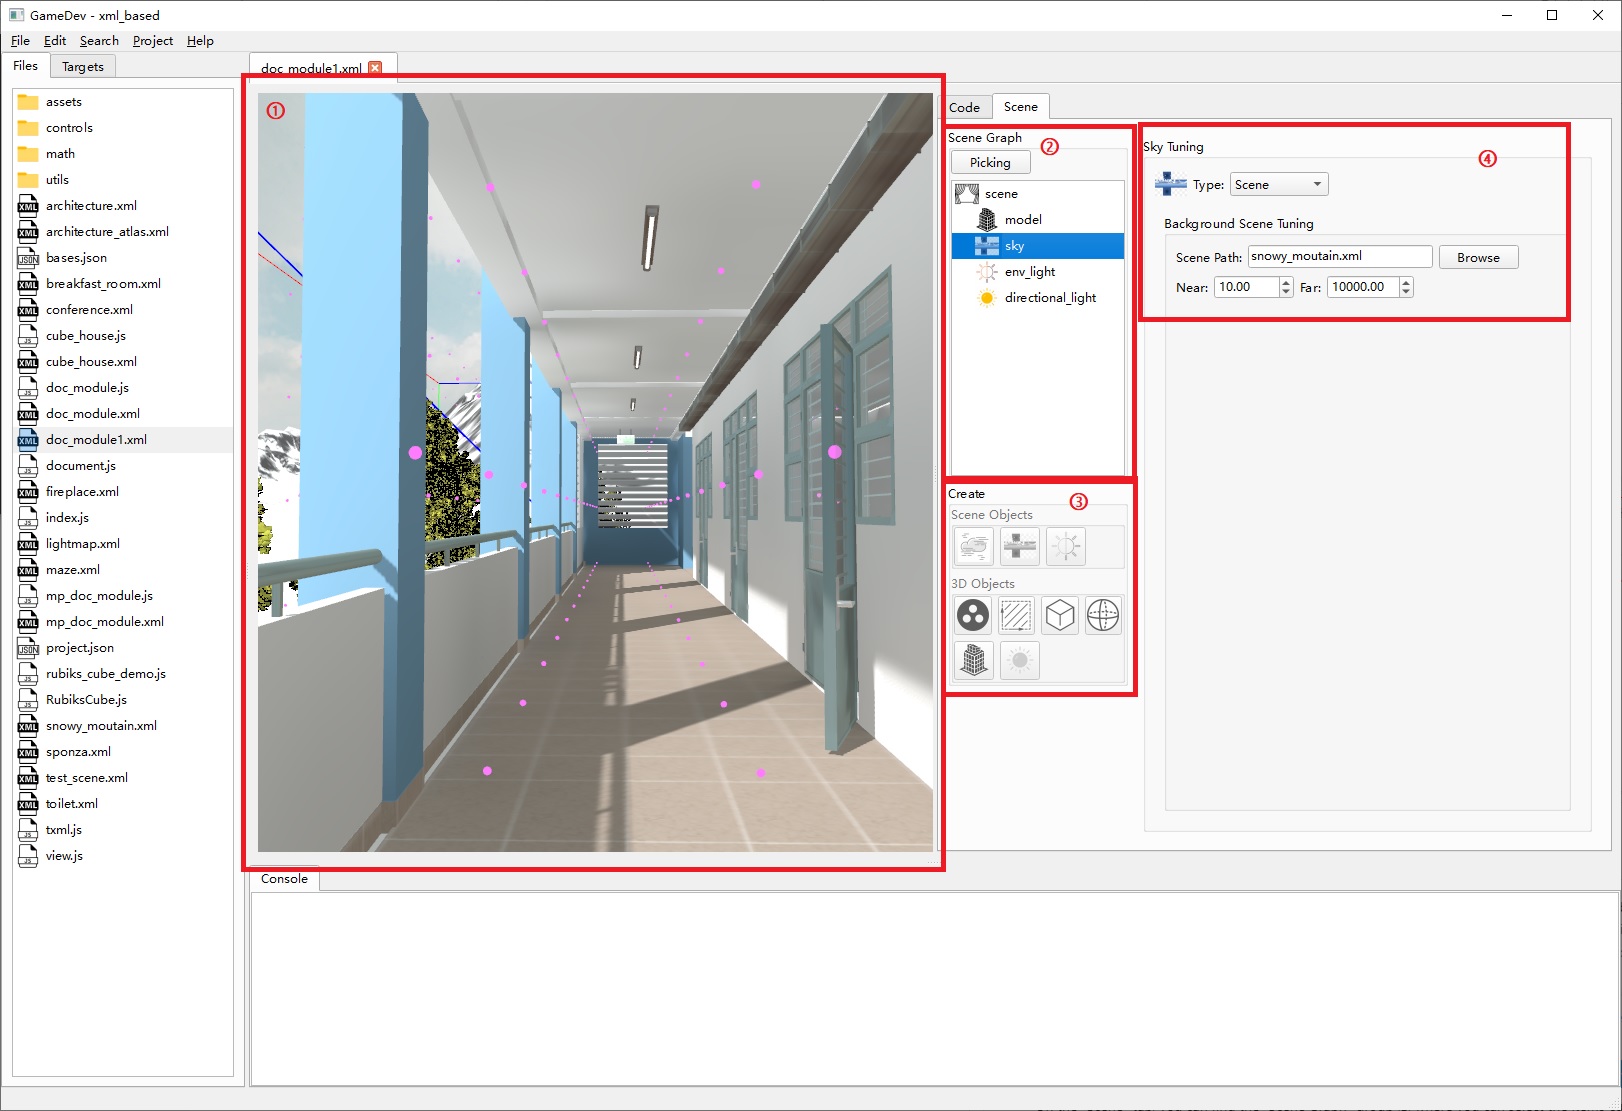 GameDev - xml_based
File Edit Search Project Help
Files Targets
assets
controls
math
utils
architecture.xml
architecture_atlas.xml
bases.json
breakfast_room.xml
conference.xml
cube_house.js
cube_house.xml
doc_module.js
doc_module.xml
doc_module1.xml
document.js
fireplace.xml
index.js
lightmap.xml
maze.xml
mp_doc_module.js
mp_doc_module.xml
project.json
rubiks_cube_demo.js
RubiksCube.js
snowy_moutain.xml
sponza.xml
test_scene.xml
toilet.xml
txml.js
view.js
doc_module1.xml
①
Code Scene
Scene Graph
②
Picking
scene
model
sky
env_light
directional_light
Create
③
Scene Objects
3D Objects
Sky Tuning
④
Type: Scene
Background Scene Tuning
Scene Path: snowy_moutain.xml Browse
Near: 10.00 Far: 10000.00
Console